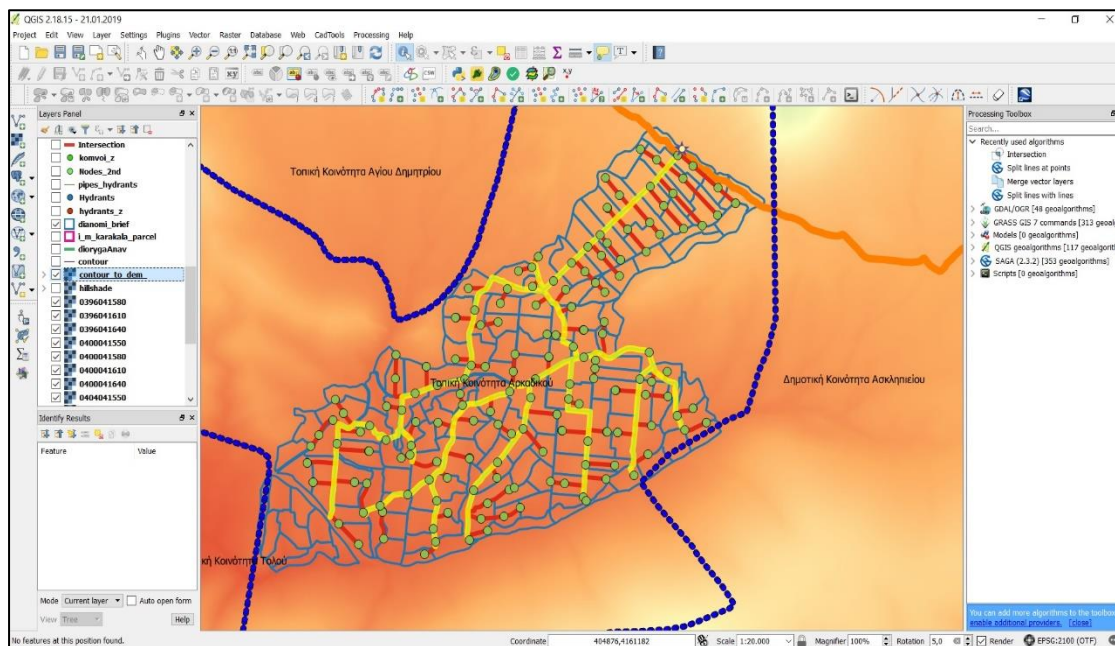 QGIS 2.18.15 - 21.01.2019
Project Edit View Layer Settings Plugins Vector Raster Database Web CadTools Processing Help
Layers Panel
Intersection
komvoi_z
Nodes_2nd
pipes_hydrants
Hydrants
hydrants_z
dianomi_brief
i_m_karakala_parcel
diorygaAnav
contour
contour_to_dem_
hillshade
0396041580
0396041610
0396041640
0400041550
0400041580
0400041610
0400041640
0404041550
Identify Results
Feature Value
Mode Current layer Auto open form
View Tree Help
Τοπική Κοινότητα Αγίου Δημητρίου
Τοπική Κοινότητα Αρκαδικού
Δημοτική Κοινότητα Ασκληπιείου
κή Κοινότητα Τολού
Processing Toolbox
Search...
Recently used algorithms
Intersection
Split lines at points
Merge vector layers
Split lines with lines
GDAL/OGR [48 geoalgorithms]
GRASS GIS 7 commands [313 geoalg
Models [0 geoalgorithms]
QGIS geoalgorithms [117 geoalgorith
SAGA (2.3.2) [353 geoalgorithms]
Scripts [0 geoalgorithms]
You can add more algorithms to the toolbox
enable additional providers. [close]
No features at this position found.
Coordinate 404876,4161182 Scale 1:20.000 Magnifier 100% Rotation 5,0 Render EPSG:2100 (OTF)